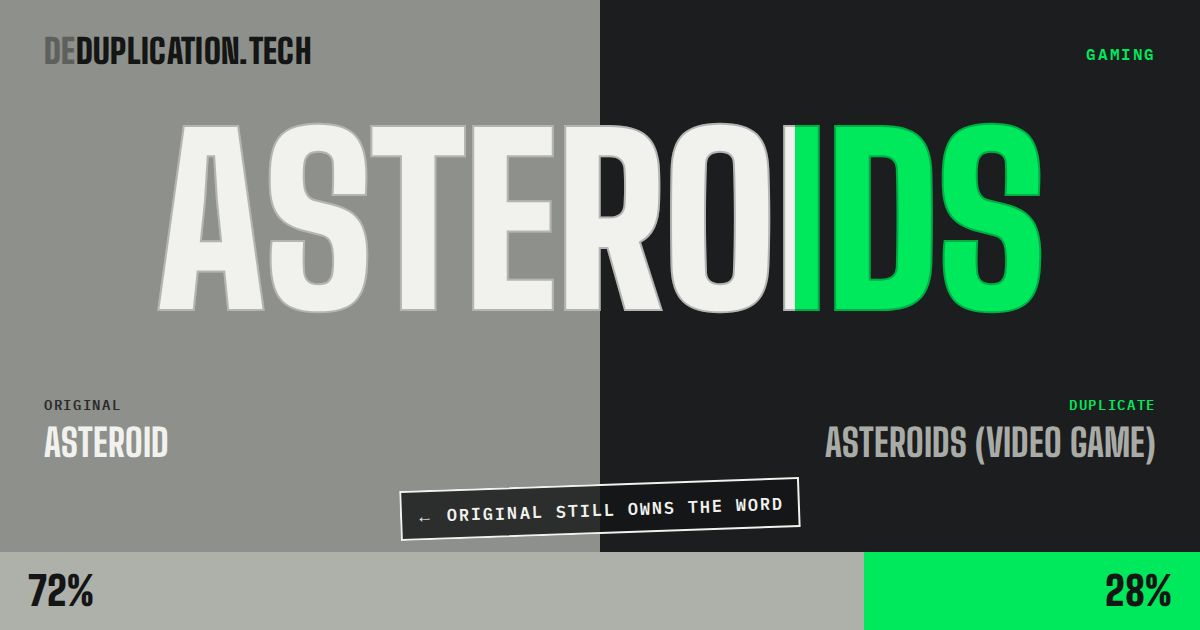 DEDUPLICATION.TECH
GAMING
ASTEROIDS
ORIGINAL
ASTEROID
DUPLICATE
ASTEROIDS (VIDEO GAME)
← ORIGINAL STILL OWNS THE WORD
72%
28%